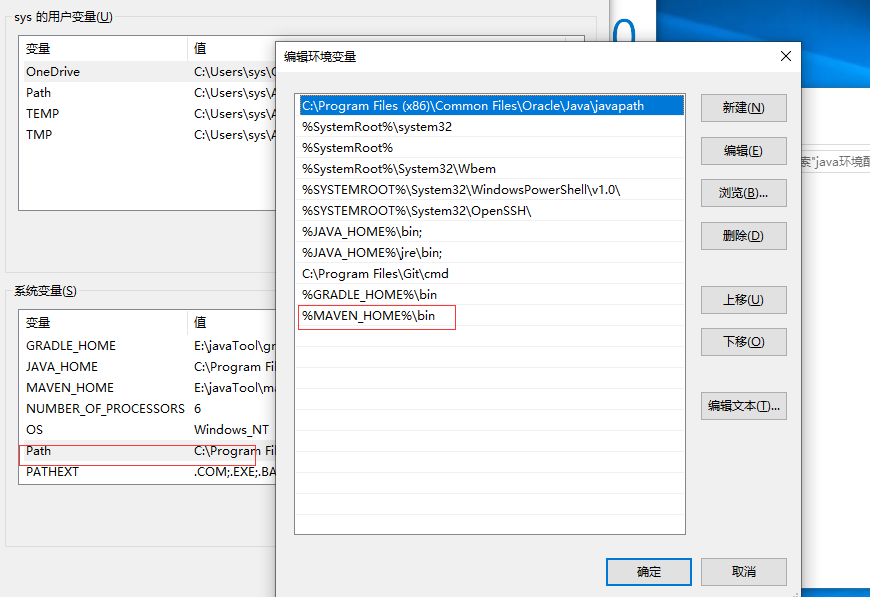 sys 的用户变量(U)
变量 值
OneDrive C:\Users\sys\
Path C:\Users\sys\A
TEMP C:\Users\sys\A
TMP C:\Users\sys\A
系统变量(S)
变量 值
GRADLE_HOME E:\javaTool\gr
JAVA_HOME C:\Program Fi
MAVEN_HOME E:\javaTool\ma
NUMBER_OF_PROCESSORS 6
OS Windows_NT
Path C:\Program Fi
PATHEXT .COM;.EXE;.BA
编辑环境变量
C:\Program Files (x86)\Common Files\Oracle\Java\javapath
%SystemRoot%\system32
%SystemRoot%
%SystemRoot%\System32\Wbem
%SYSTEMROOT%\System32\WindowsPowerShell\v1.0\
%SYSTEMROOT%\System32\OpenSSH\
%JAVA_HOME%\bin;
%JAVA_HOME%\jre\bin;
C:\Program Files\Git\cmd
%GRADLE_HOME%\bin
%MAVEN_HOME%\bin
新建(N)
编辑(E)
浏览(B)...
删除(D)
上移(U)
下移(O)
编辑文本(T)...
确定
取消
索"java环境配